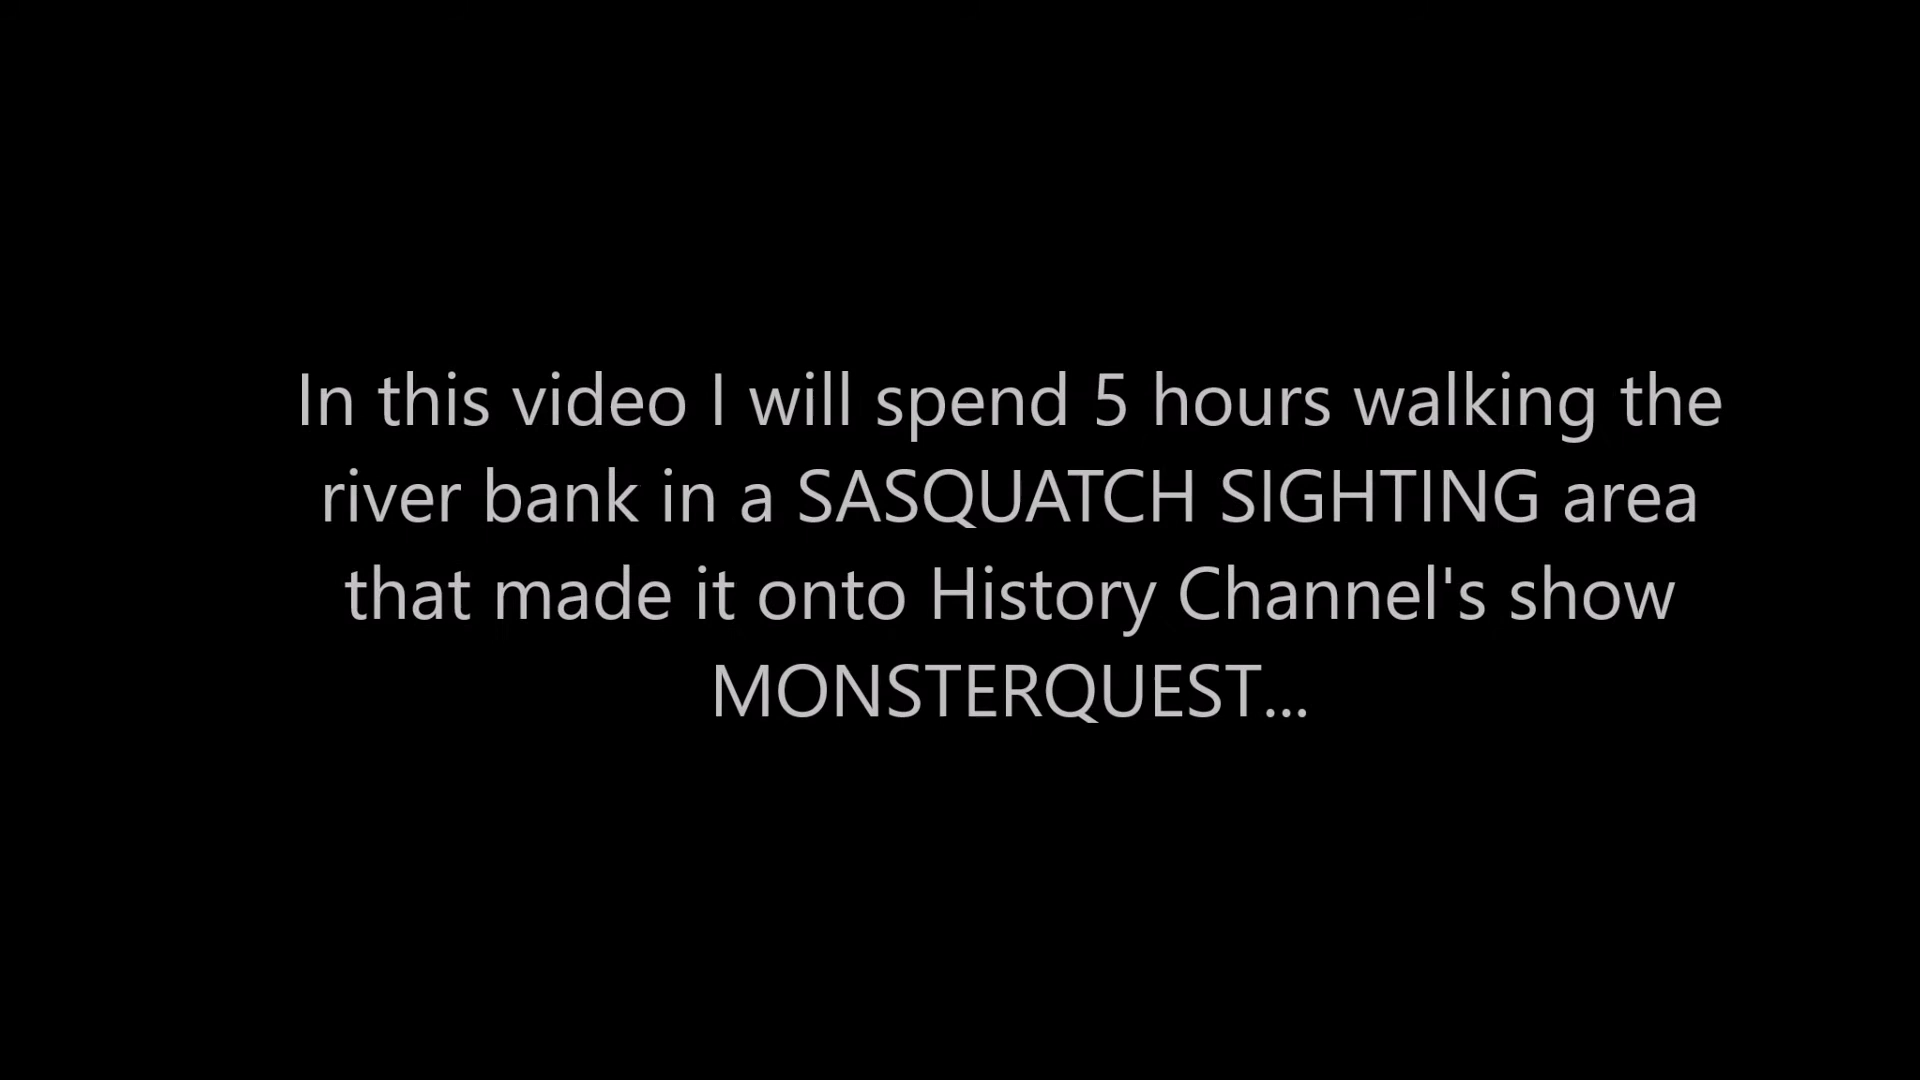 In this video I will spend 5 hours walking the
river bank in a SASQUATCH SIGHTING area
that made it onto History Channel's show
MONSTERQUEST...